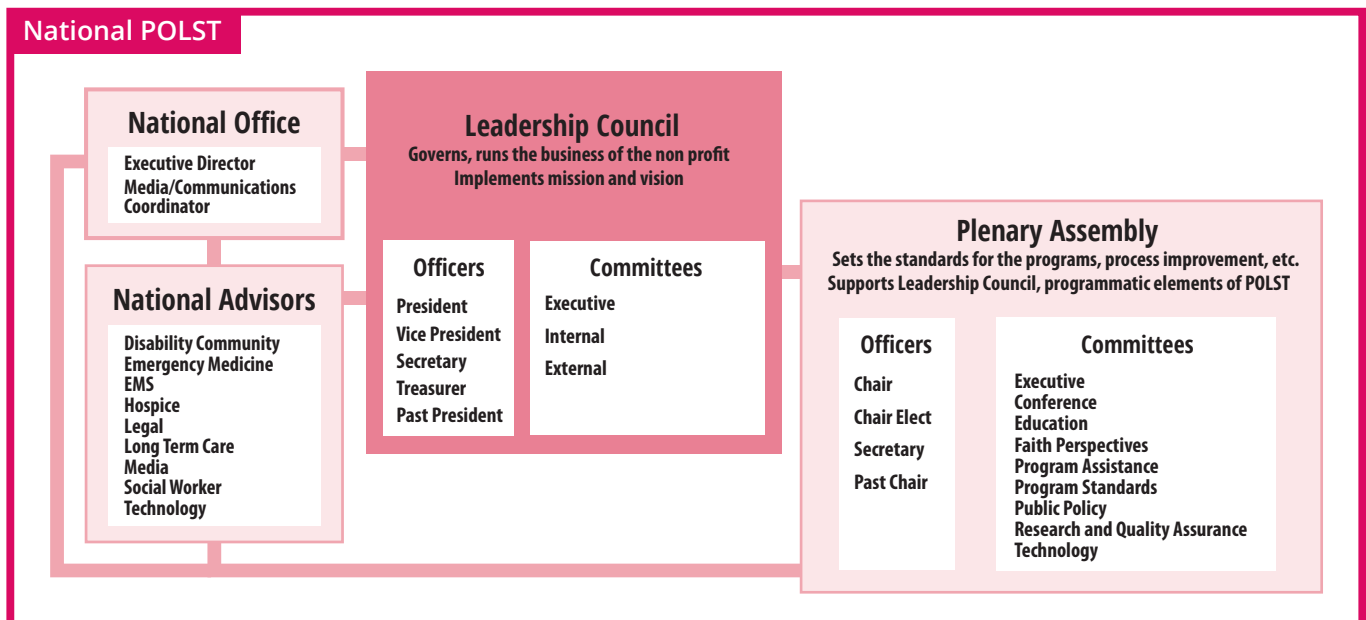 National POLST
National Office
Executive Director
Media/Communications
Coordinator
National Advisors
Disability Community
Emergency Medicine
EMS
Hospice
Legal
Long Term Care
Media
Social Worker
Technology
Leadership Council
Governs, runs the business of the non profit
Implements mission and vision
Officers
President
Vice President
Secretary
Treasurer
Past President
Committees
Executive
Internal
External
Plenary Assembly
Sets the standards for the programs, process improvement, etc.
Supports Leadership Council, programmatic elements of POLST
Officers
Chair
Chair Elect
Secretary
Past Chair
Committees
Executive
Conference
Education
Faith Perspectives
Program Assistance
Program Standards
Public Policy
Research and Quality Assurance
Technology